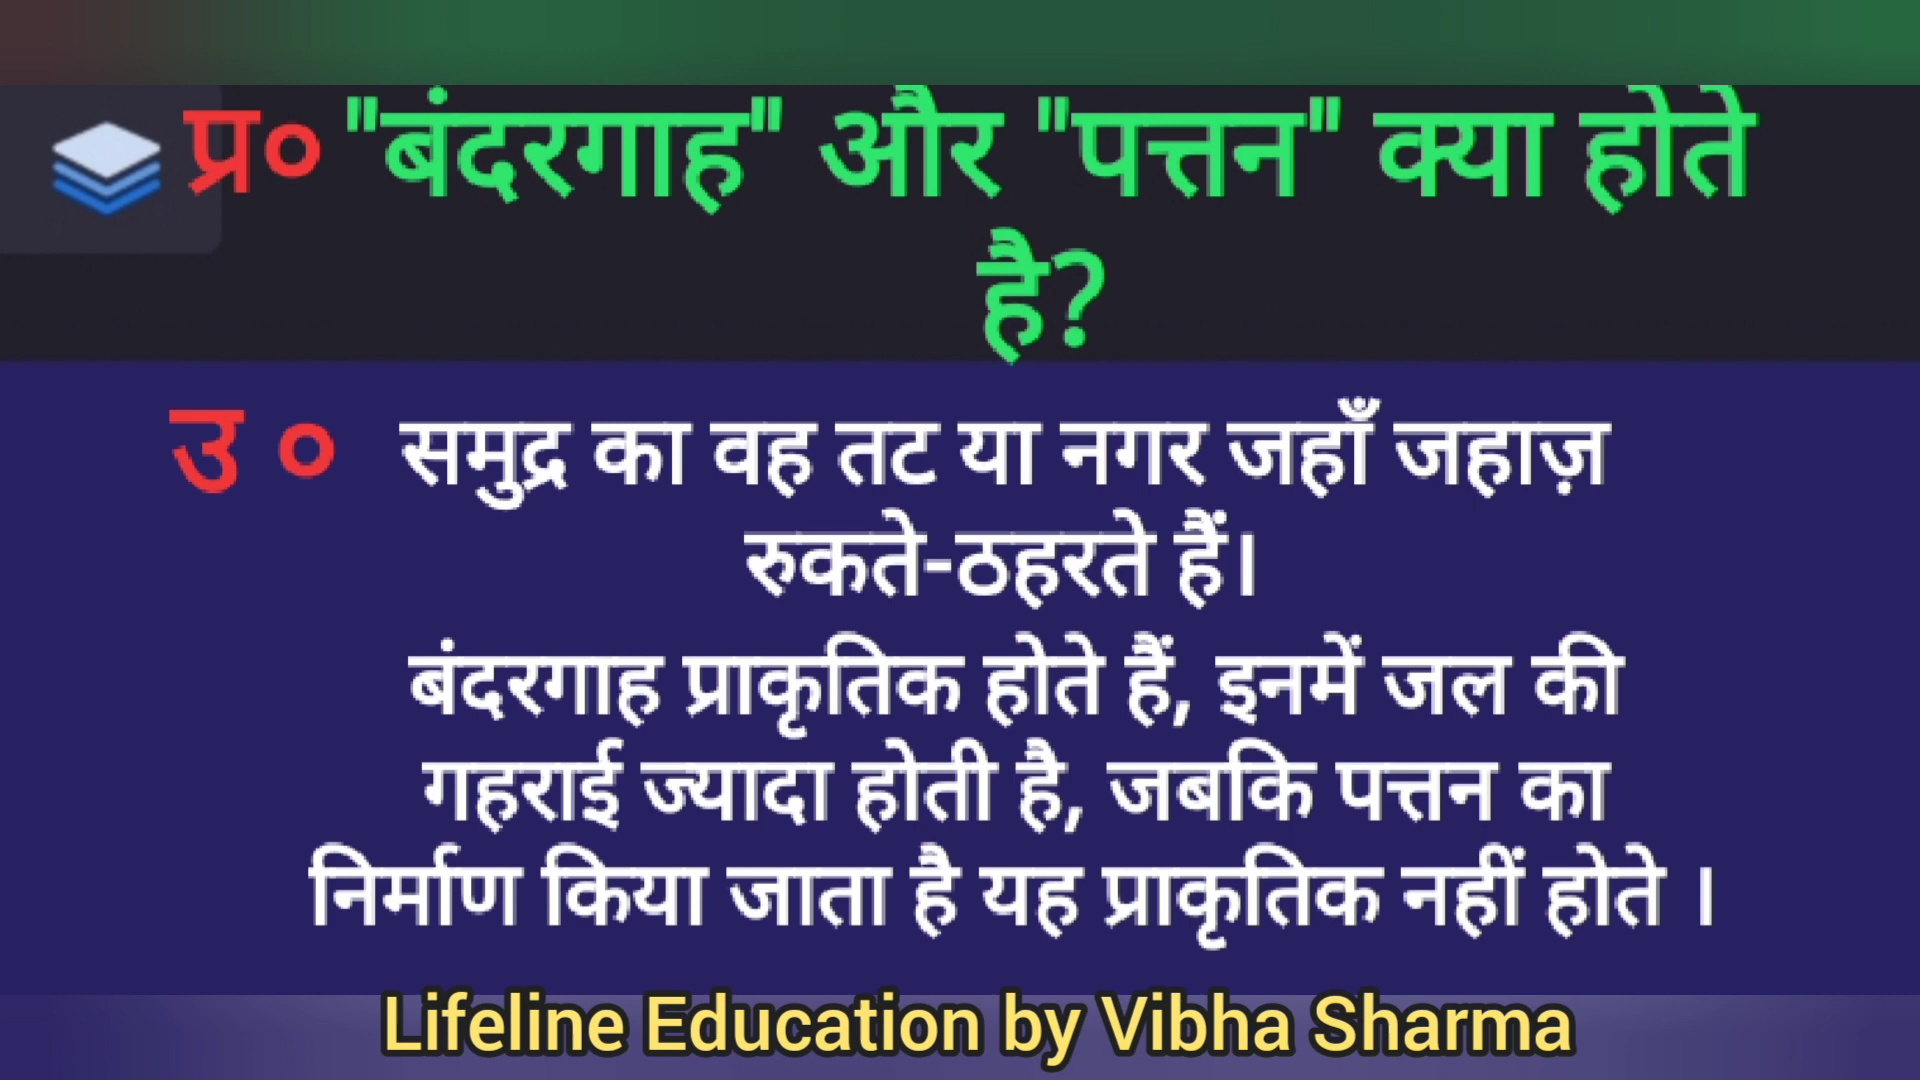 प्र० "बंदरगाह" और "पत्तन" क्या होते
है?
उ ० समुद्र का वह तट या नगर जहाँ जहाज़
रुकते-ठहरते हैं।
बंदरगाह प्राकृतिक होते हैं, इनमें जल की
गहराई ज्यादा होती है, जबकि पत्तन का
निर्माण किया जाता है यह प्राकृतिक नहीं होते ।
Lifeline Education by Vibha Sharma